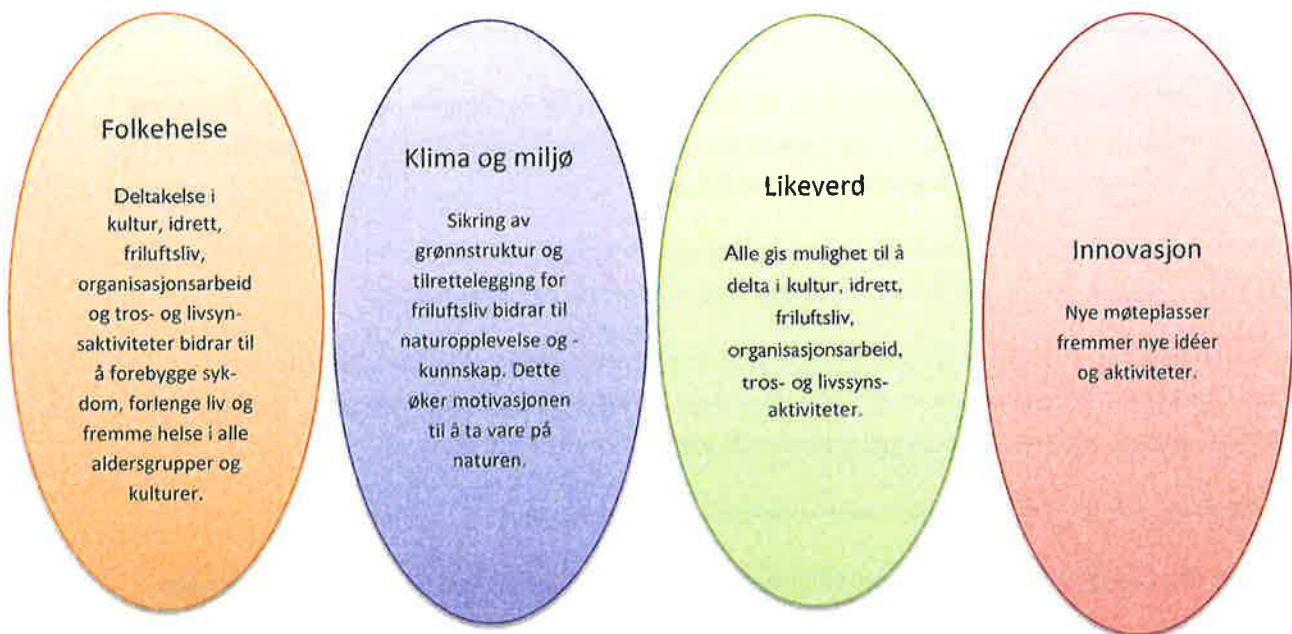 Folkehelse
Deltakelse i
kultur, idrett,
friluftsliv,
organisasjonsarbeid
og tros- og livsyn-
saktiviteter bidrar til
å forebygge syk-
dom, forlenge liv og
fremme helse i alle
aldersgrupper og
kulturer.
Klima og miljø
Sikring av
grønnstruktur og
tilrettelegging for
friluftsliv bidrar til
naturopplevelse og -
kunnskap. Dette
øker motivasjonen
til å ta vare på
naturen.
Likeverd
Alle gis mulighet til å
delta i kultur, idrett,
friluftsliv,
organisasjonsarbeid,
tros- og livssyns-
aktiviteter.
Innovasjon
Nye møteplasser
fremmer nye idéer
og aktiviteter.